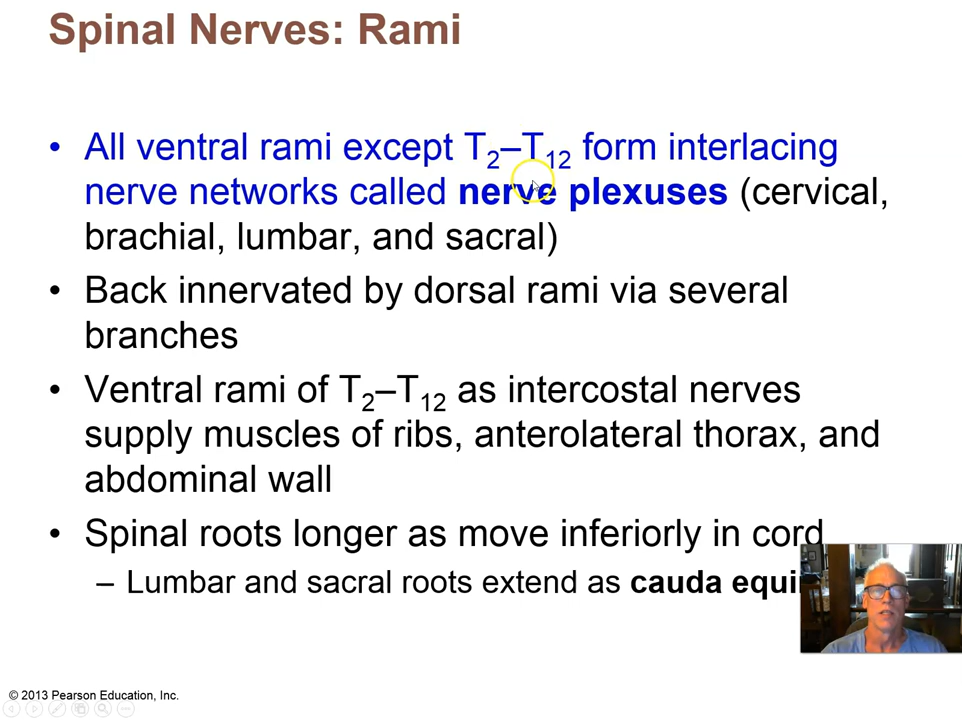 Spinal Nerves: Rami
• All ventral rami except T2–T12 form interlacing
nerve networks called nerve plexuses (cervical,
brachial, lumbar, and sacral)
• Back innervated by dorsal rami via several
branches
• Ventral rami of T2–T12 as intercostal nerves
supply muscles of ribs, anterolateral thorax, and
abdominal wall
• Spinal roots longer as move inferiorly in cord
– Lumbar and sacral roots extend as cauda
© 2013 Pearson Education, Inc.